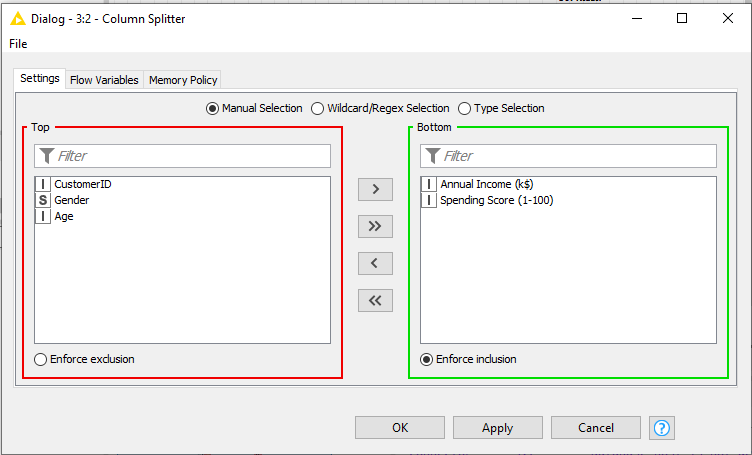 Dialog - 3:2 - Column Splitter
File
Settings Flow Variables Memory Policy
Manual Selection Wildcard/Regex Selection Type Selection
Top
Filter
I CustomerID
S Gender
I Age
Enforce exclusion
>
>>
<
<<
Bottom
Filter
I Annual Income (k$)
I Spending Score (1-100)
Enforce inclusion
OK Apply Cancel ?